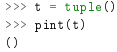 >>> t = tuple()
>>> pint(t)
()